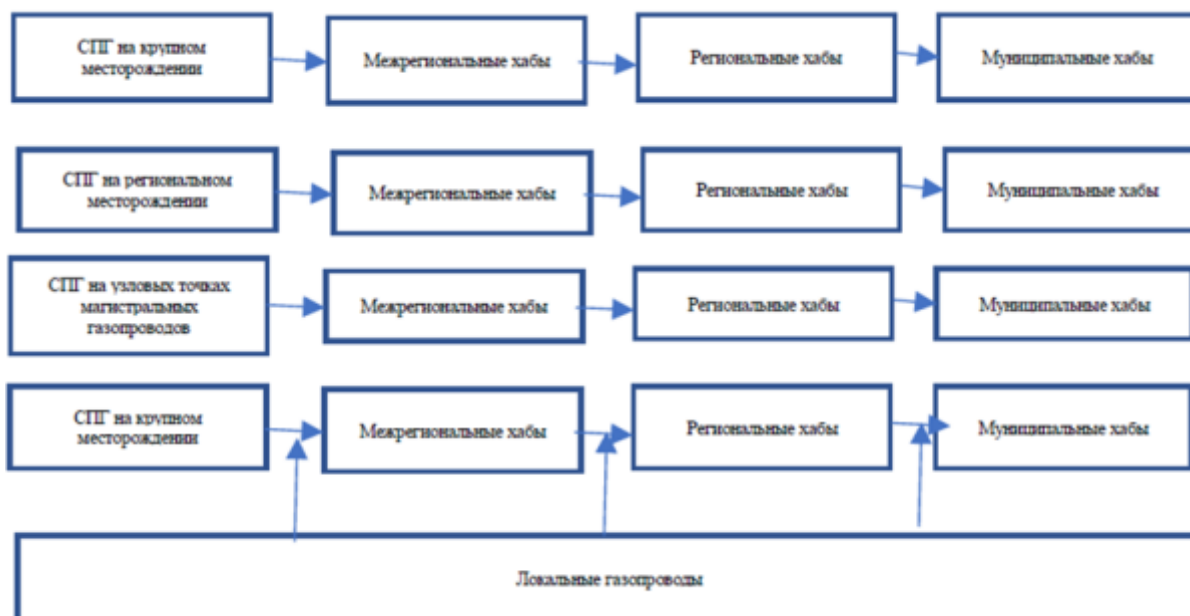 СПГ на крупном
месторождении
Межрегиональные хабы
Региональные хабы
Муниципальные хабы
СПГ на региональном
месторождении
Межрегиональные хабы
Региональные хабы
Муниципальные хабы
СПГ на узловых точках
магистральных
газопроводов
Межрегиональные хабы
Региональные хабы
Муниципальные хабы
СПГ на крупном
месторождении
Межрегиональные хабы
Региональные хабы
Муниципальные хабы
Локальные газопроводы